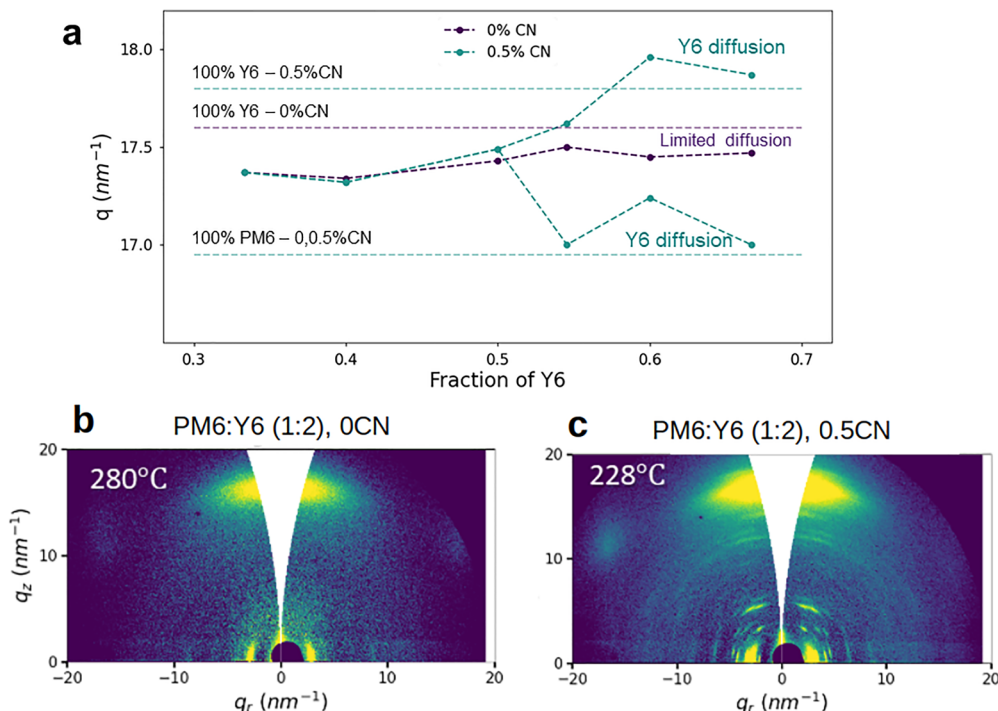 a
0% CN
0.5% CN
Y6 diffusion
18.0
100% Y6 – 0.5%CN
100% Y6 – 0%CN
Limited diffusion
17.5
q (nm⁻¹)
100% PM6 – 0,0.5%CN
Y6 diffusion
17.0
0.3 0.4 0.5 0.6 0.7
Fraction of Y6
b
PM6:Y6 (1:2), 0CN
20
280°C
10
0
q_z (nm⁻¹)
−20 −10 0 10 20
q_r (nm⁻¹)
c
PM6:Y6 (1:2), 0.5CN
20
228°C
10
0
−20 −10 0 10 20
q_r (nm⁻¹)